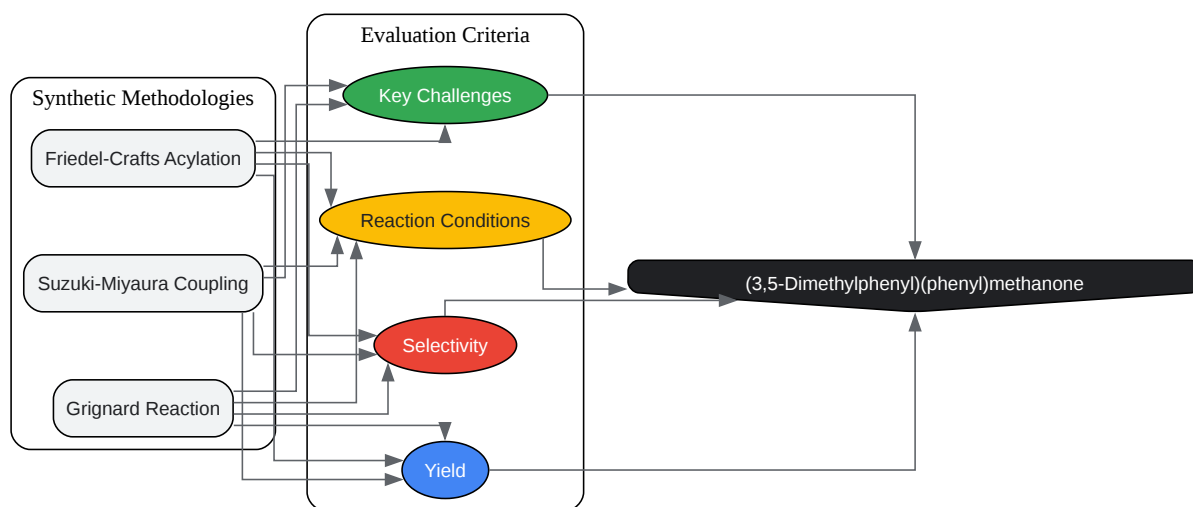 Synthetic Methodologies
Friedel-Crafts Acylation
Suzuki-Miyaura Coupling
Grignard Reaction
Evaluation Criteria
Key Challenges
Reaction Conditions
Selectivity
Yield
(3,5-Dimethylphenyl)(phenyl)methanone